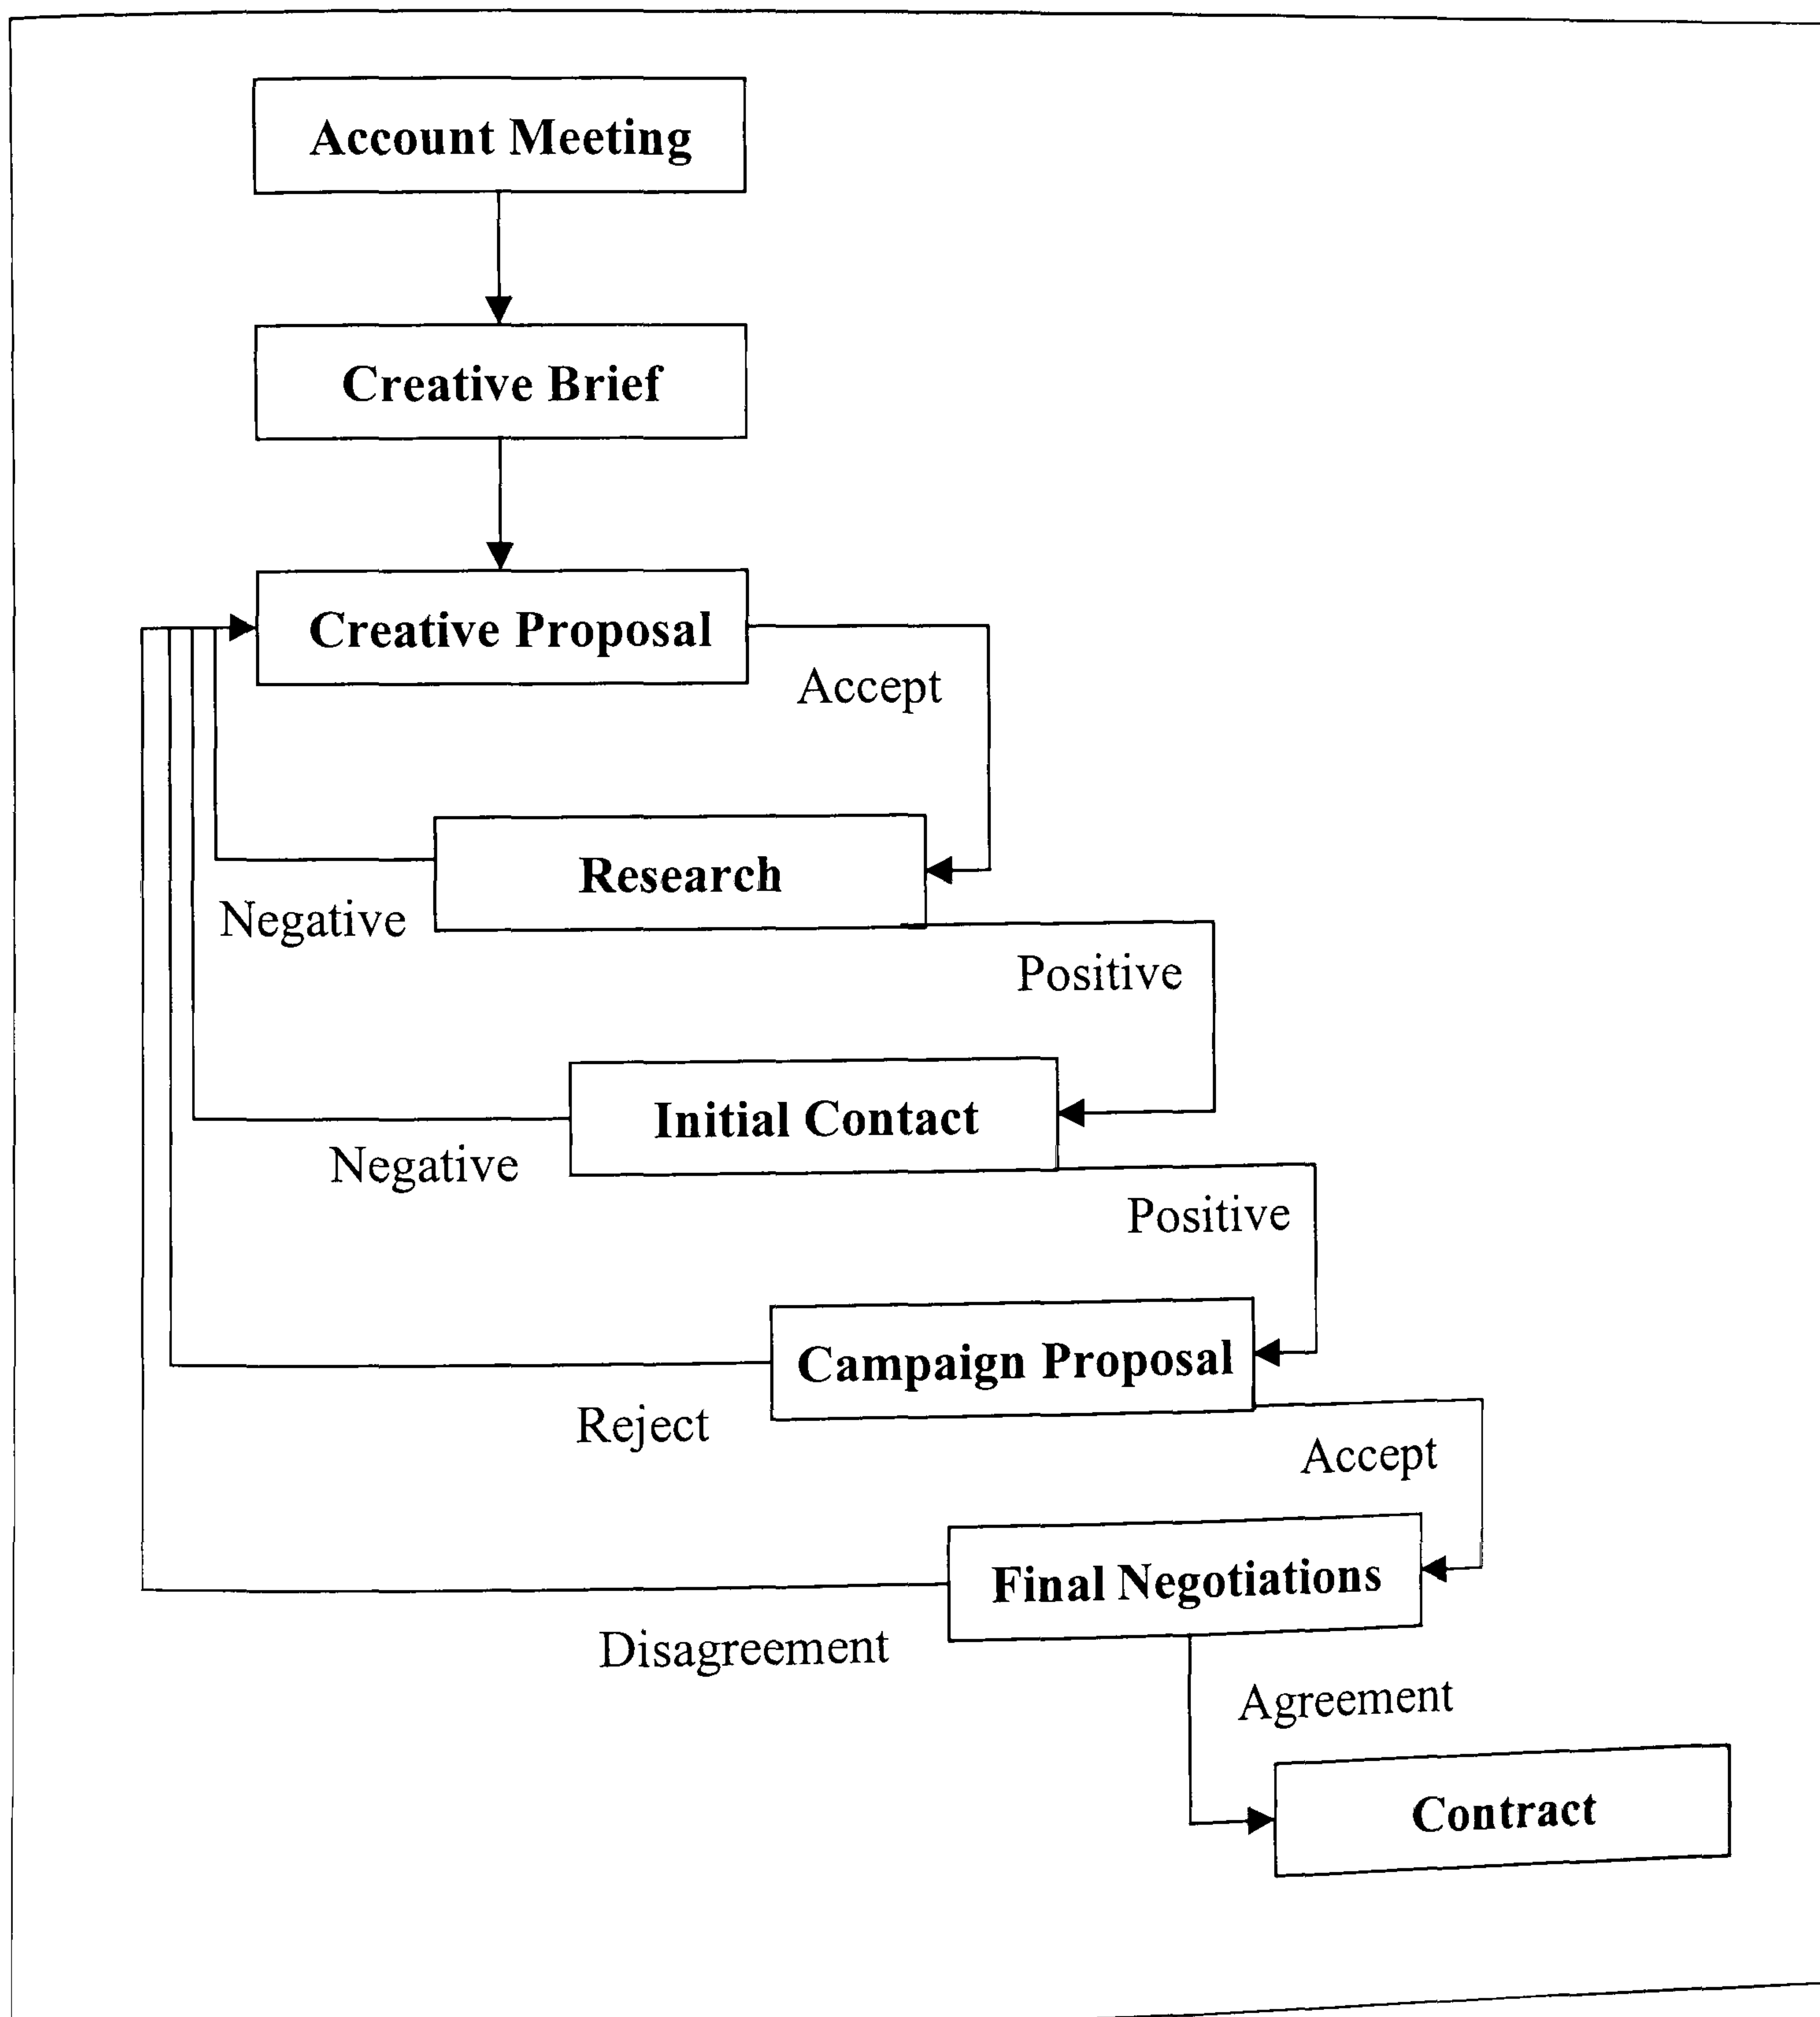 Account Meeting
Creative Brief
Creative Proposal
Accept
Research
Negative
Positive
Initial Contact
Negative
Positive
Campaign Proposal
Reject
Accept
Final Negotiations
Disagreement
Agreement
Contract